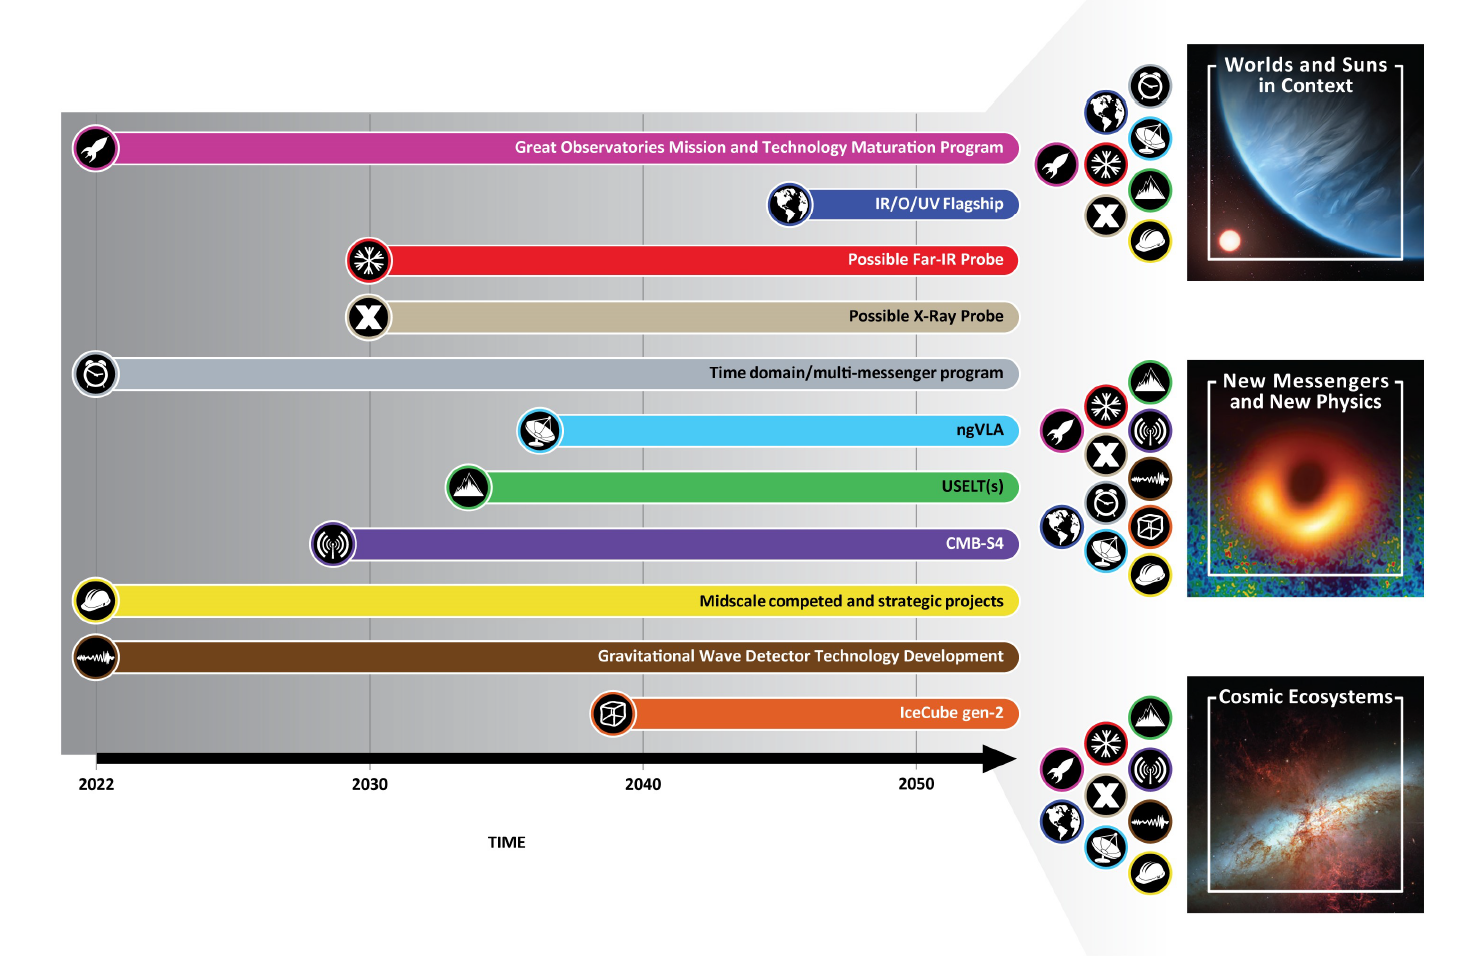 Great Observatories Mission and Technology Maturation Program
IR/O/UV Flagship
Possible Far-IR Probe
Possible X-Ray Probe
Time domain/multi-messenger program
ngVLA
USELT(s)
CMB-S4
Midscale competed and strategic projects
Gravitational Wave Detector Technology Development
IceCube gen-2
2022
2030
2040
2050
TIME
Worlds and Suns
in Context
New Messengers
and New Physics
Cosmic Ecosystems